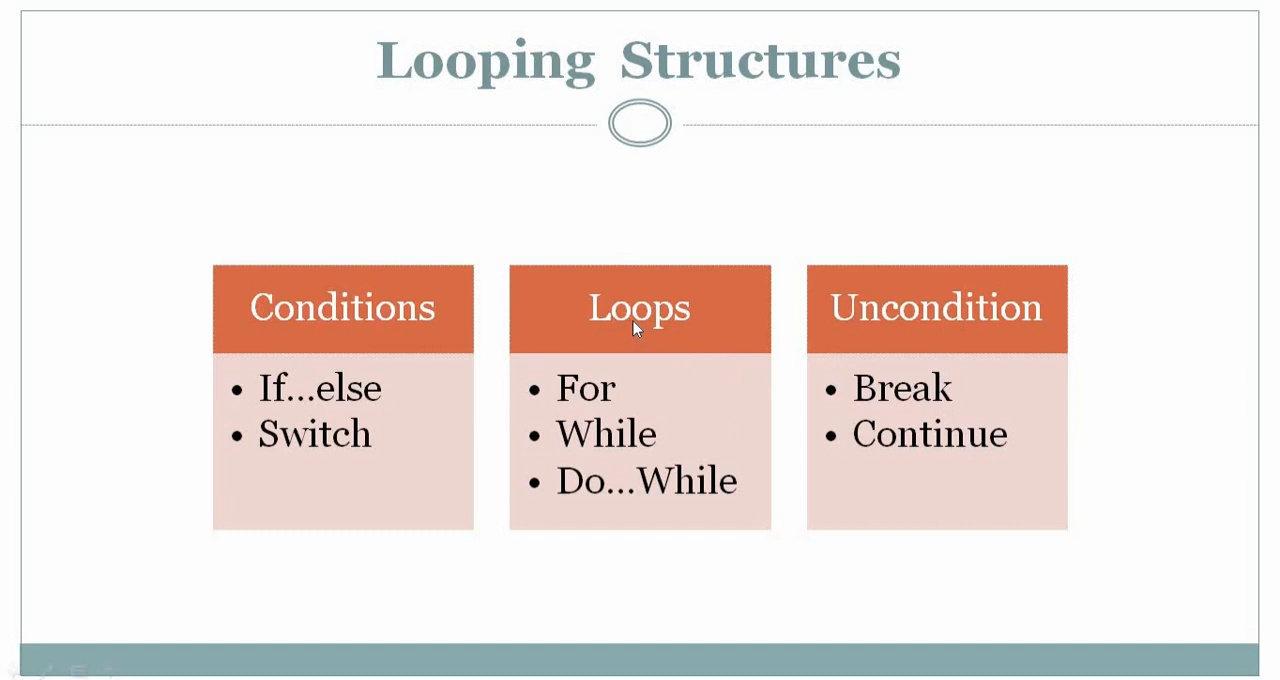 Looping Structures
Conditions
• If...else
• Switch
Loops
• For
• While
• Do...While
Uncondition
• Break
• Continue